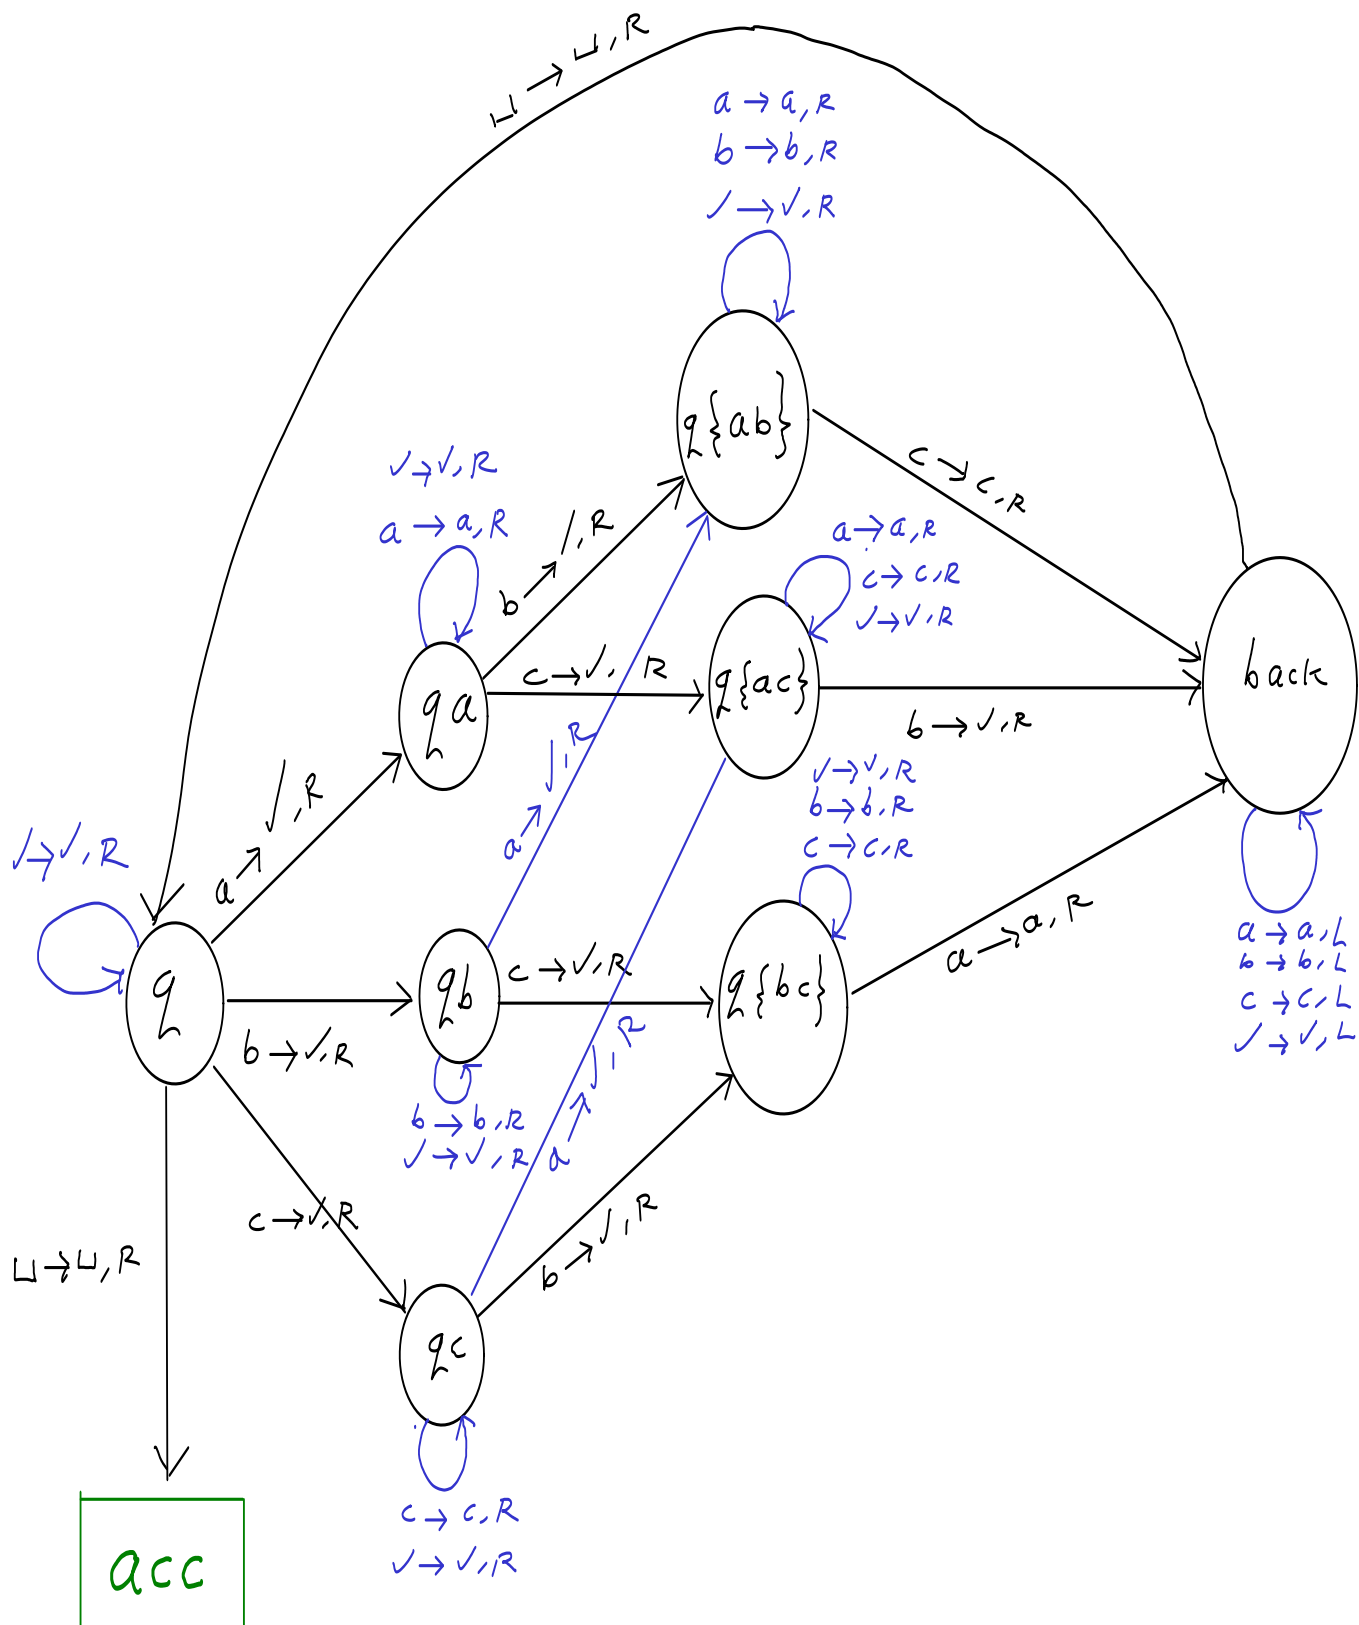 ⊔ → ⊔, R
a → a, R
b → b, R
✓ → ✓, R
q{ab}
c → c, R
✓ → ✓, R
a → a, R
b → ✓, R
a → a, R
c → c, R
✓ → ✓, R
qa
c → ✓, R
q{ac}
back
b → ✓, R
a → ✓, R
a → ✓, R
✓ → ✓, R
✓ → ✓, R
b → b, R
c → c, R
q
qb
c → ✓, R
q{bc}
a → a, R
a → a, L
b → b, L
c → c, L
✓ → ✓, L
b → ✓, R
b → b, R
✓ → ✓, R
a → ✓, R
c → ✓, R
b → ✓, R
⊔ → ⊔, R
qc
c → c, R
✓ → ✓, R
acc